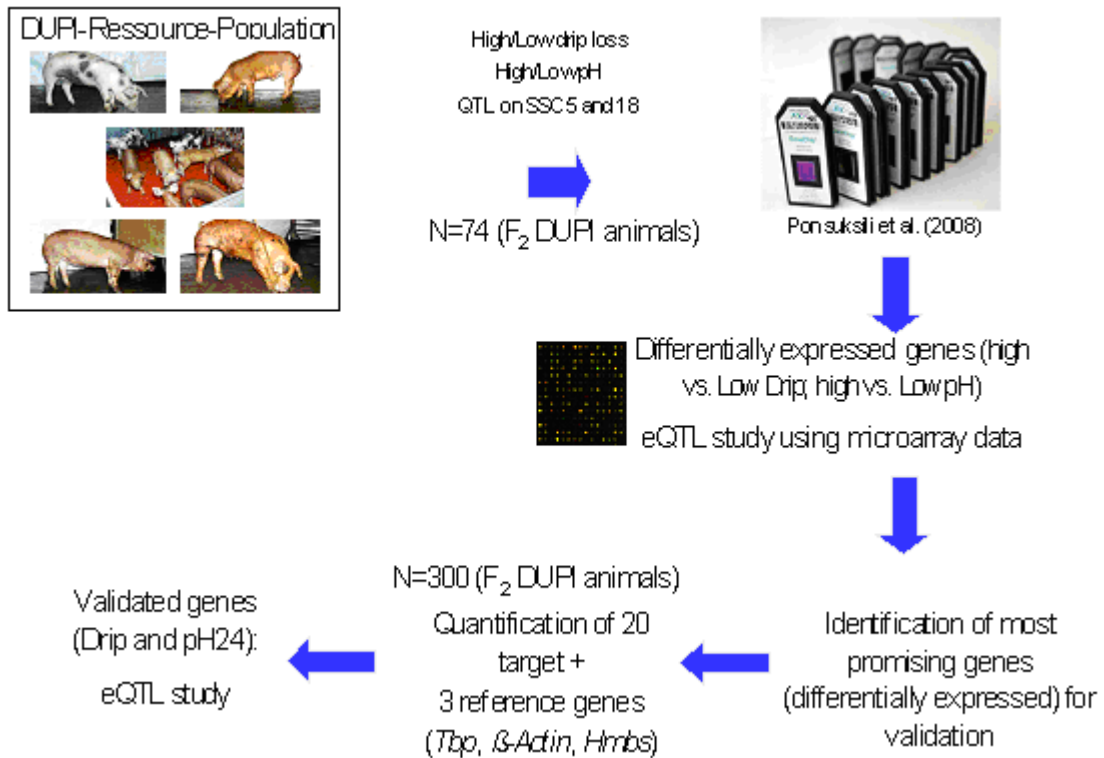 DUPI-Ressource-Population
High/Low drip loss
High/Low pH
QTL on SSC 5 and 18
N=74 (F₂ DUPI animals)
Ponsuksili et al. (2008)
Differentially expressed genes (high
vs. Low Drip; high vs. Low pH)
eQTL study using microarray data
Identification of most
promising genes
(differentially expressed) for
validation
N=300 (F₂ DUPI animals)
Quantification of 20
target +
3 reference genes
(Tbp, ß-Actin, Hmbs)
Validated genes
(Drip and pH24):
eQTL study